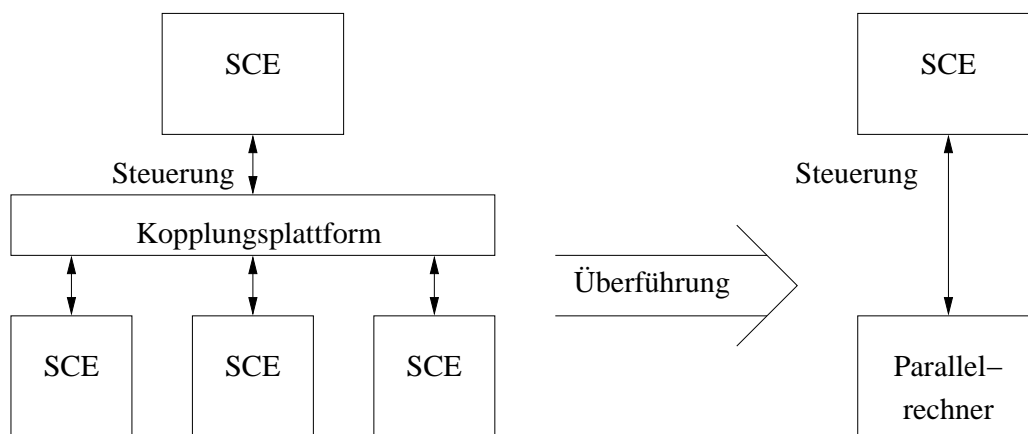 SCE
SCE
Steuerung
Steuerung
Kopplungsplattform
Überführung
SCE
SCE
SCE
Parallel–
rechner